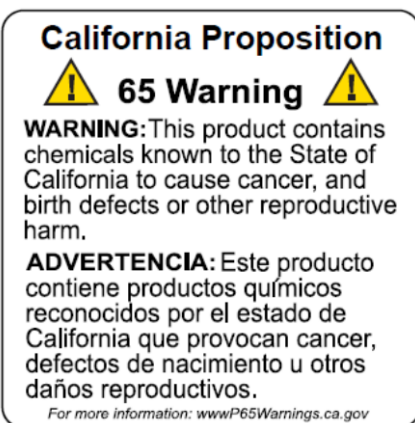 California Proposition
65 Warning
WARNING:This product contains
chemicals known to the State of
California to cause cancer, and
birth defects or other reproductive
harm.
ADVERTENCIA:Este producto
contiene productos químicos
reconocidos por el estado de
California que provocan cancer,
defectos de nacimiento u otros
daños reproductivos.
For more information: wwwP65Warnings.ca.gov